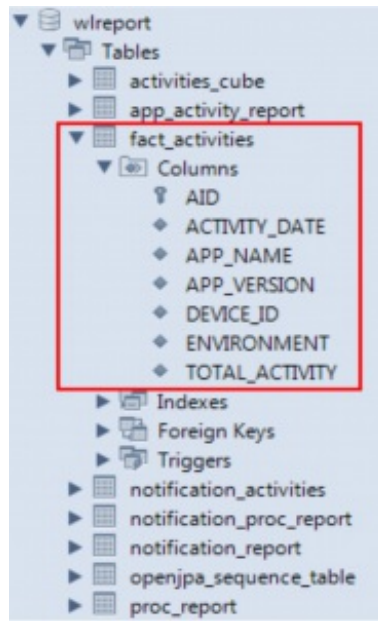 wlreport
Tables
activities_cube
app_activity_report
fact_activities
Columns
AID
ACTIVITY_DATE
APP_NAME
APP_VERSION
DEVICE_ID
ENVIRONMENT
TOTAL_ACTIVITY
Indexes
Foreign Keys
Triggers
notification_activities
notification_proc_report
notification_report
openjpa_sequence_table
proc_report